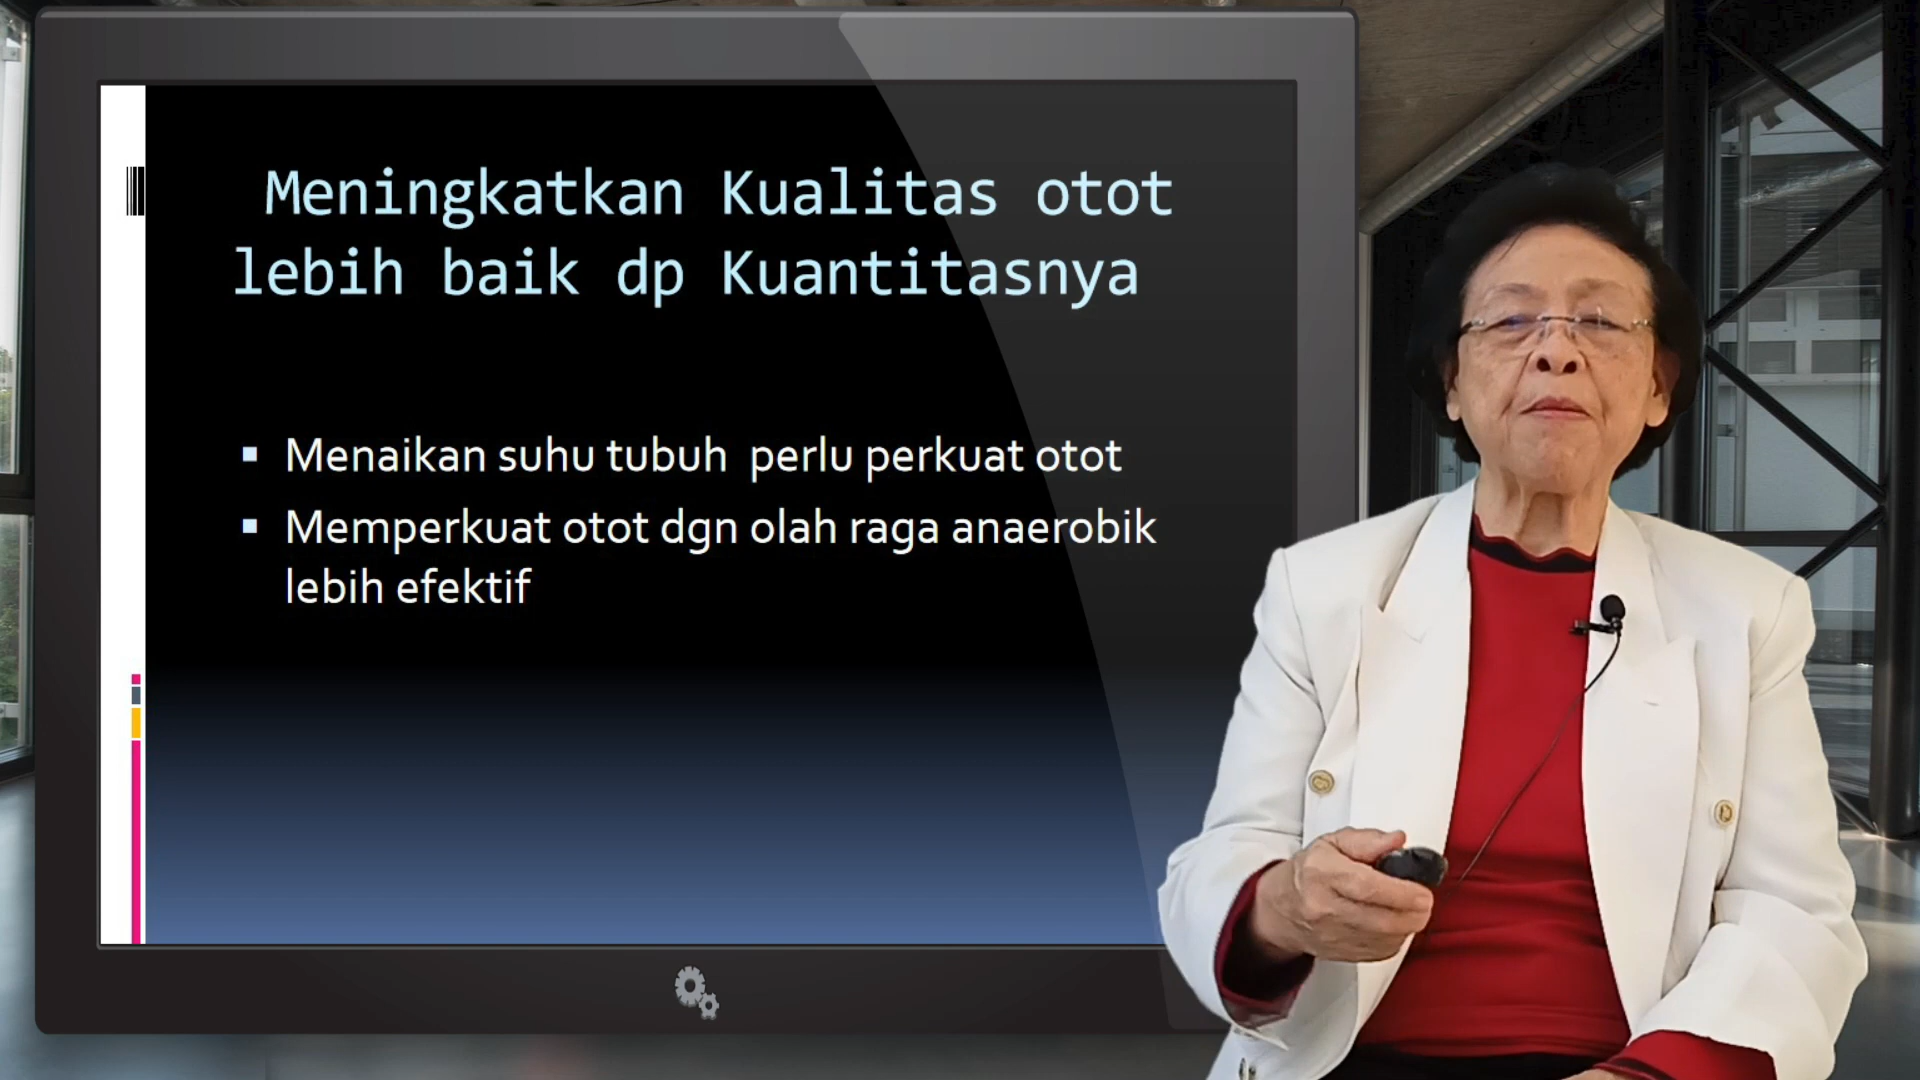 Meningkatkan Kualitas otot
lebih baik dp Kuantitasnya
Menaikan suhu tubuh perlu perkuat otot
Memperkuat otot dgn olah raga anaerobik
lebih efektif